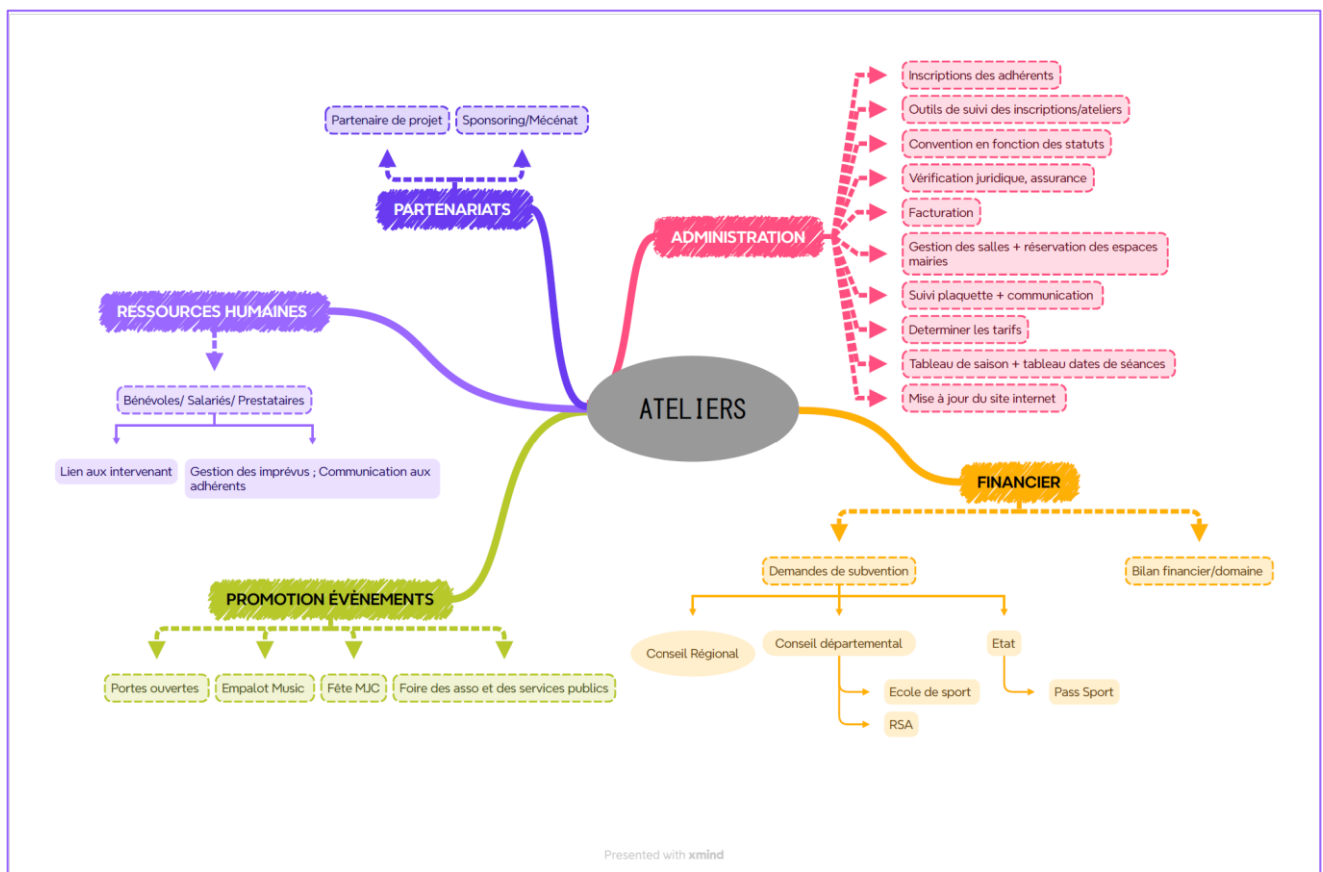 Partenaire de projet
Sponsoring/Mécénat
PARTENARIATS
RESSOURCES HUMAINES
Bénévoles/ Salariés/ Prestataires
Lien aux intervenant
Gestion des imprévus ; Communication aux
adhérents
PROMOTION ÉVÈNEMENTS
Portes ouvertes
Empalot Music
Fête MJC
Foire des asso et des services publics
ATELIERS
ADMINISTRATION
Inscriptions des adhérents
Outils de suivi des inscriptions/ateliers
Convention en fonction des statuts
Vérification juridique, assurance
Facturation
Gestion des salles + réservation des espaces
mairies
Suivi plaquette + communication
Determiner les tarifs
Tableau de saison + tableau dates de séances
Mise à jour du site internet
FINANCIER
Demandes de subvention
Bilan financier/domaine
Conseil Régional
Conseil départemental
Etat
Ecole de sport
RSA
Pass Sport
Presented with xmind